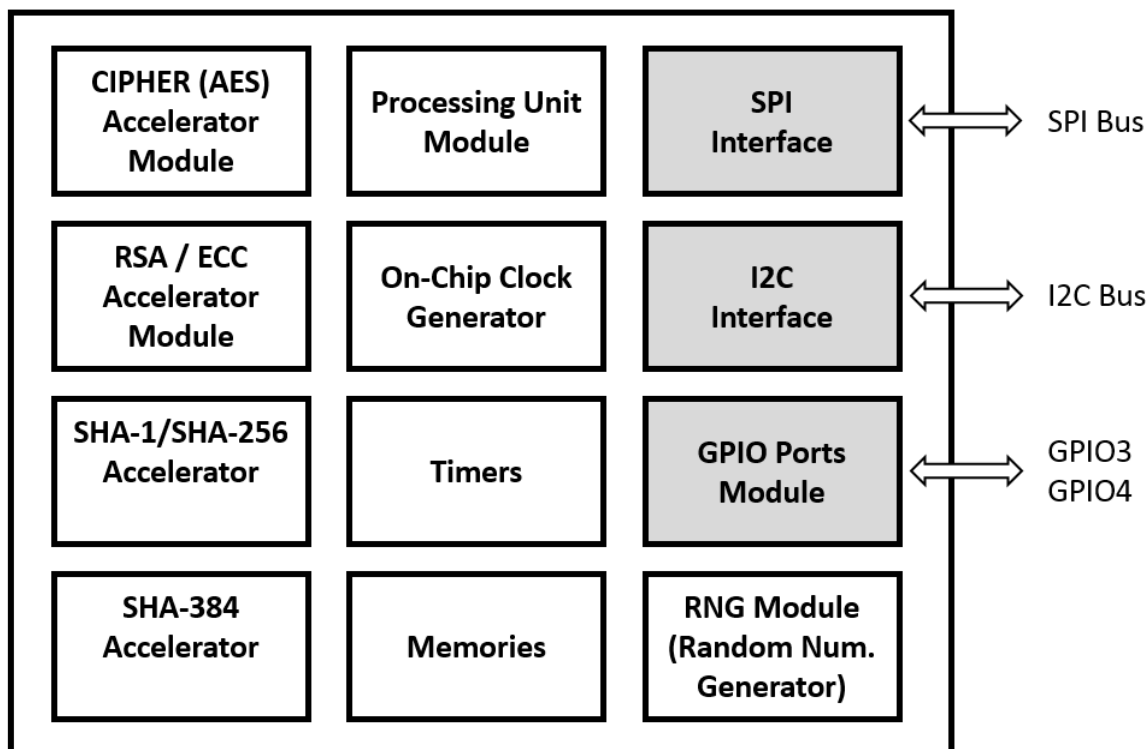 CIPHER (AES)
Accelerator
Module
Processing Unit
Module
SPI
Interface
SPI Bus
RSA / ECC
Accelerator
Module
On-Chip Clock
Generator
I2C
Interface
I2C Bus
SHA-1/SHA-256
Accelerator
Timers
GPIO Ports
Module
GPIO3
GPIO4
SHA-384
Accelerator
Memories
RNG Module
(Random Num.
Generator)